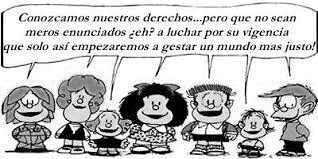 Conozcamos nuestros derechos...pero que no sean
meros enunciados ¿eh? a luchar por su vigencia
que solo así empezaremos a gestar un mundo mas justo!